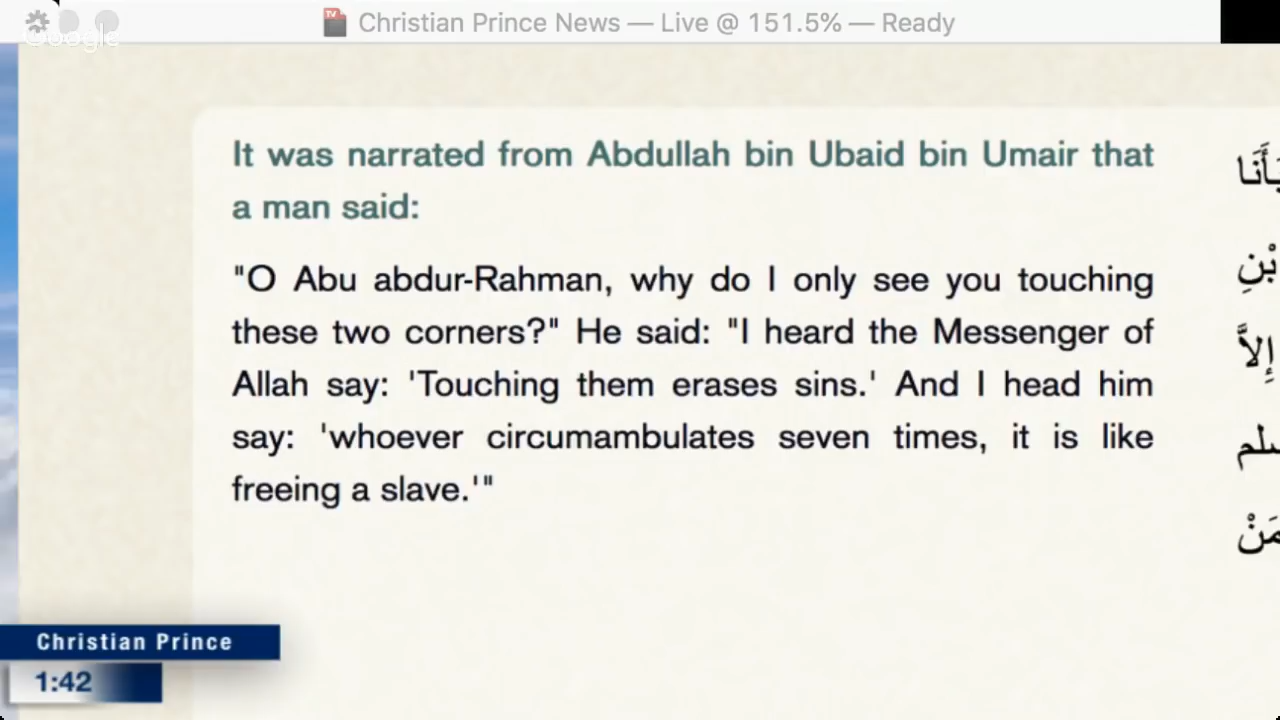 Christian Prince News — Live @ 151.5% — Ready
Google
It was narrated from Abdullah bin Ubaid bin Umair that
a man said:
"O Abu abdur-Rahman, why do I only see you touching
these two corners?" He said: "I heard the Messenger of
Allah say: 'Touching them erases sins.' And I head him
say: 'whoever circumambulates seven times, it is like
freeing a slave.'"
إِلاَّ
Christian Prince
1:42